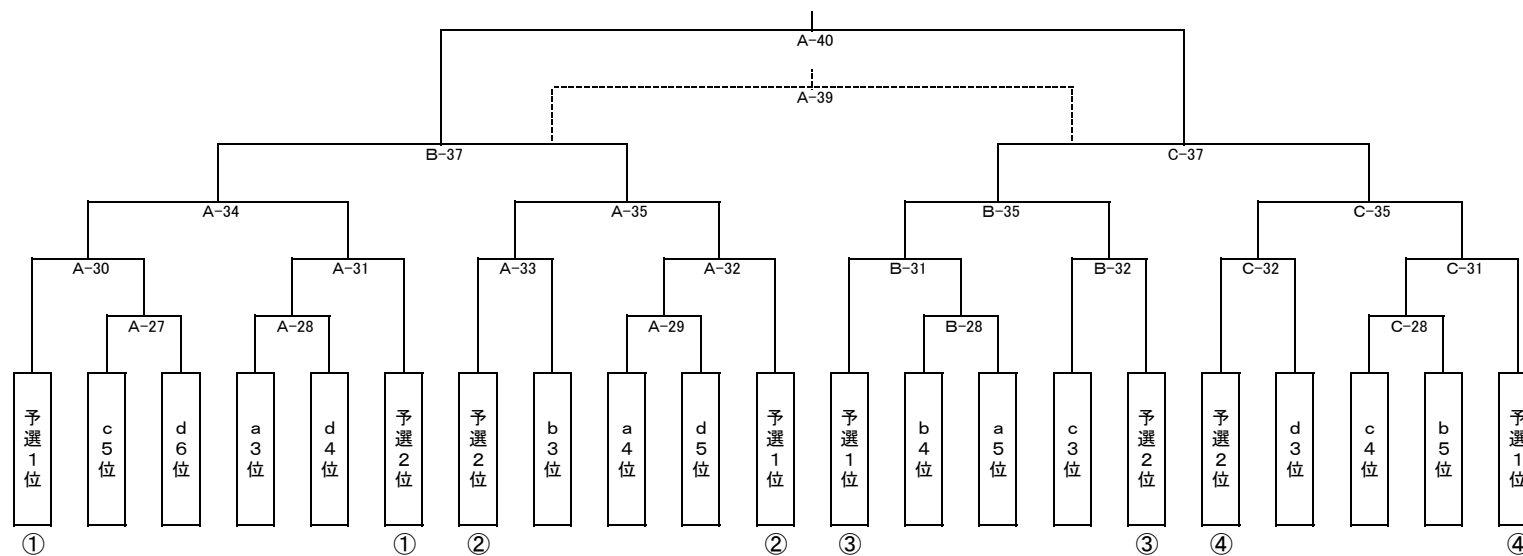 A-40
A-39
B-37
C-37
A-34
A-35
B-35
C-35
A-30
A-31
A-33
A-32
B-31
B-32
C-32
C-31
A-27
A-28
A-29
B-28
C-28
予選1位
c5位
d6位
a3位
d4位
予選2位
予選2位
b3位
a4位
d5位
予選1位
予選1位
b4位
a5位
c3位
予選2位
予選2位
d3位
c4位
b5位
予選1位
①
①
②
②
③
③
④
④